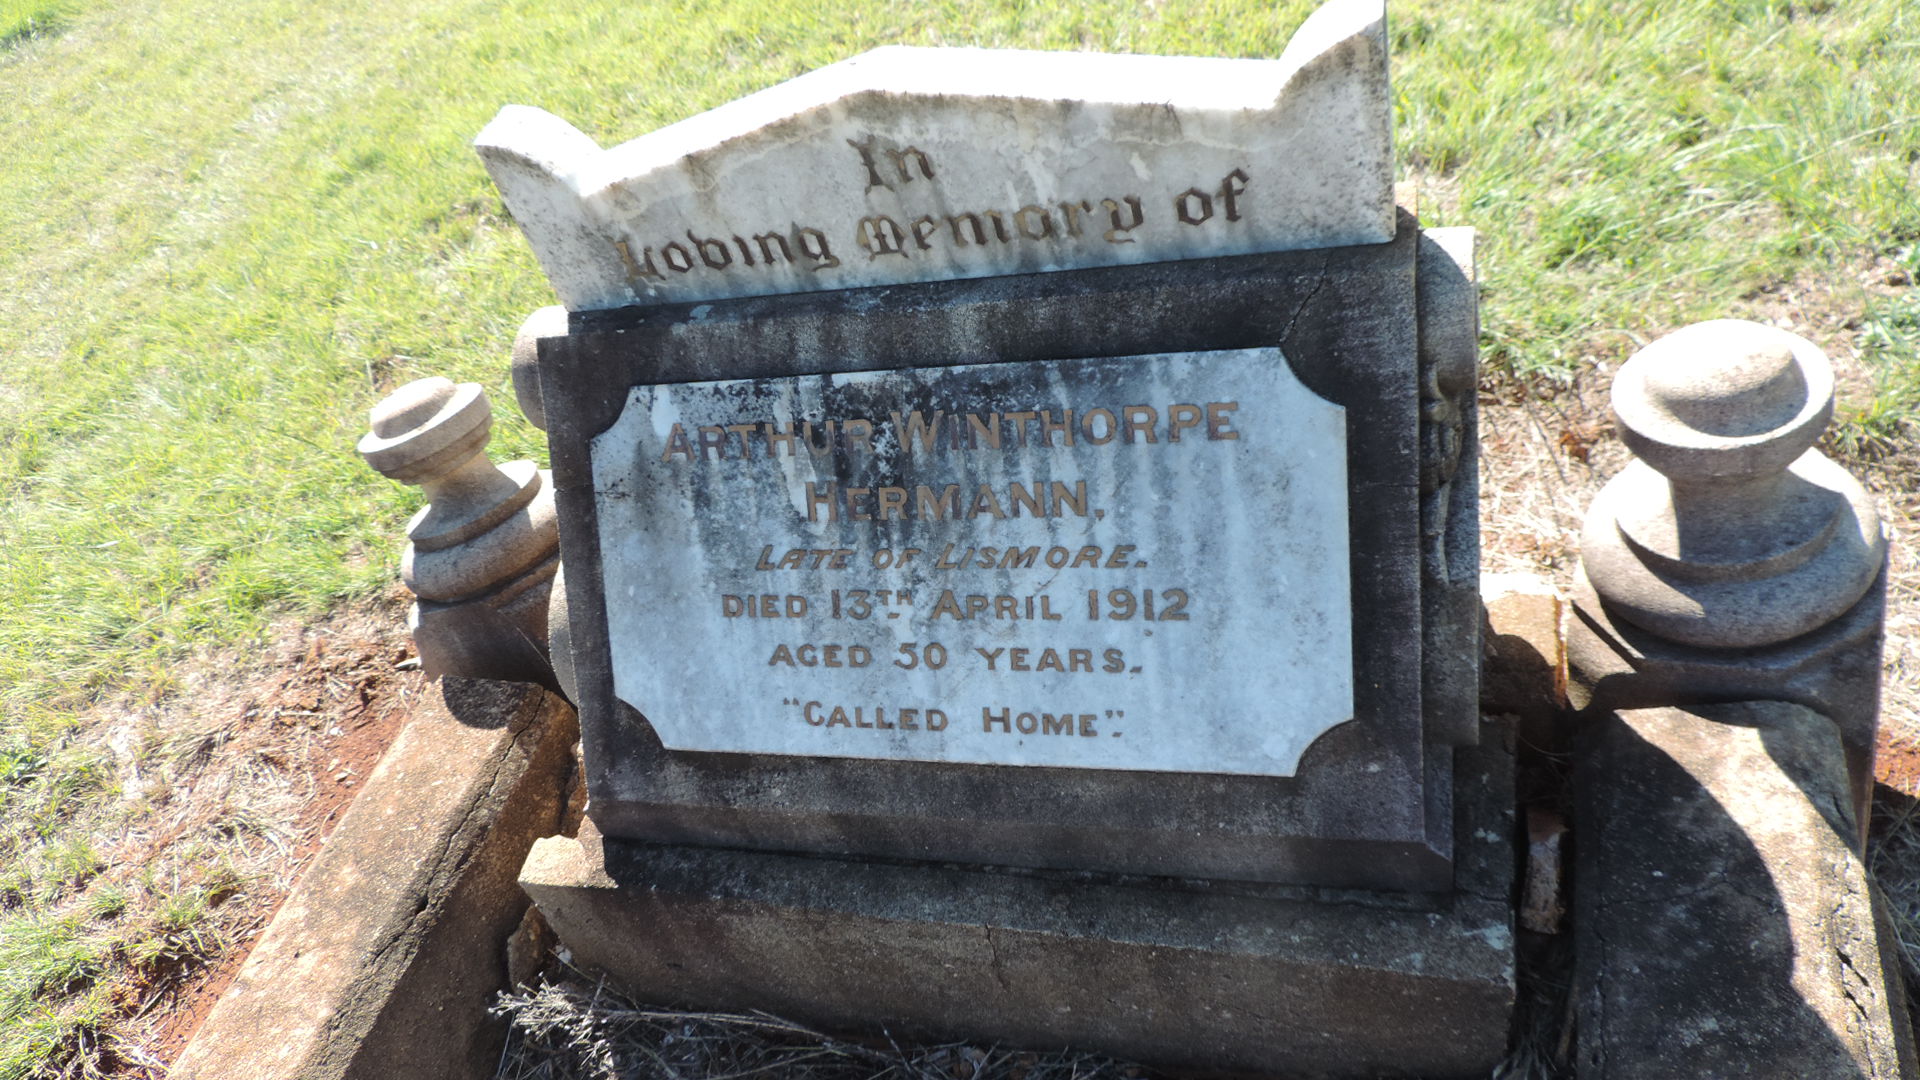 In
Loving Memory of
ARTHUR WINTHORPE
HERMANN,
LATE OF LISMORE.
DIED 13TH APRIL 1912
AGED 50 YEARS.
"CALLED HOME".